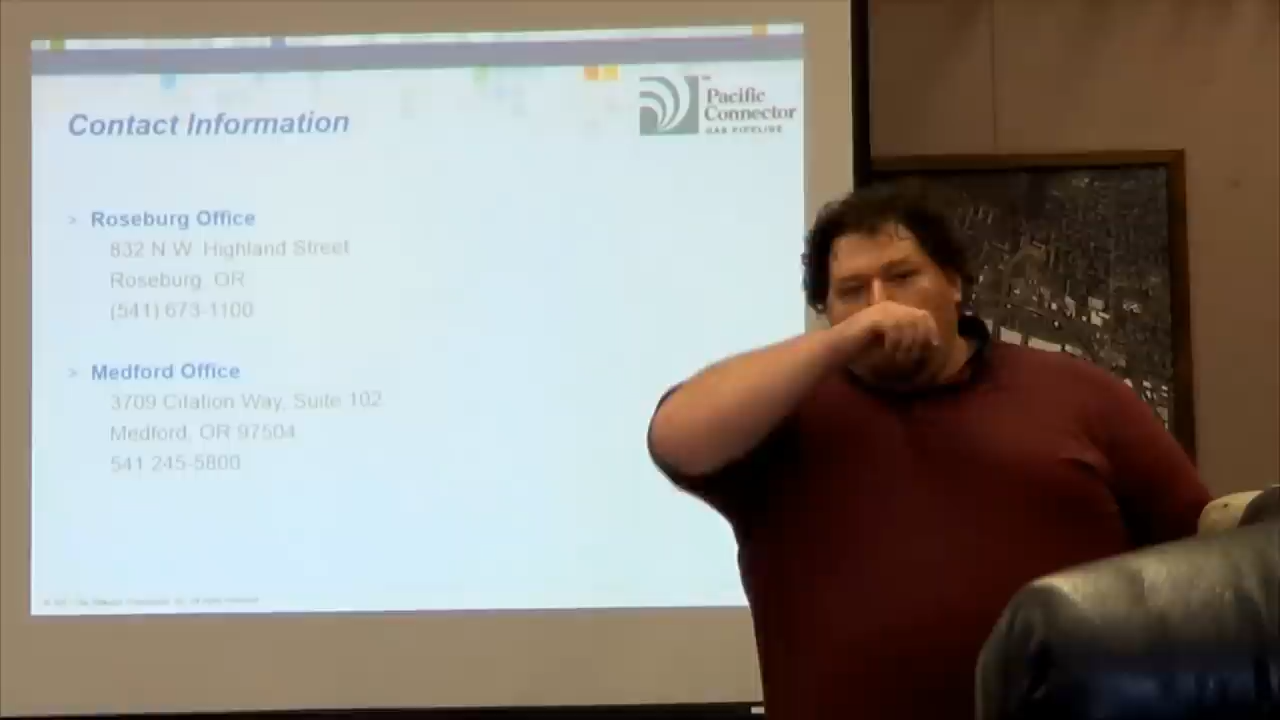 Contact Information
™
Pacific
Connector
GAS PIPELINE
> Roseburg Office
832 N.W. Highland Street
Roseburg, OR
(541) 673-1100
> Medford Office
3709 Citation Way, Suite 102
Medford, OR 97504
541 245-5800